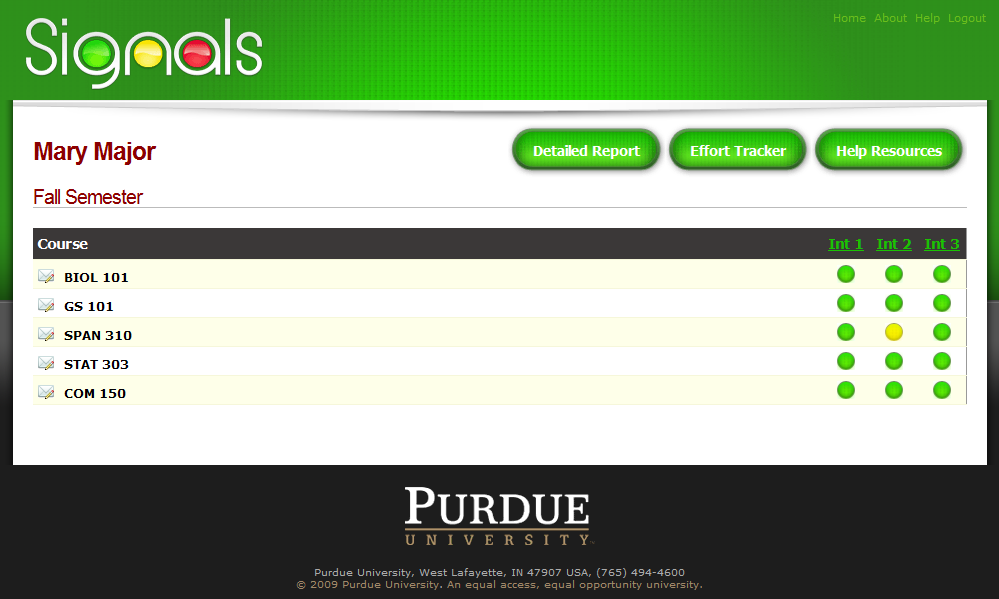 Home About Help Logout
Signals
Mary Major
Detailed Report Effort Tracker Help Resources
Fall Semester
Course Int 1 Int 2 Int 3
BIOL 101
GS 101
SPAN 310
STAT 303
COM 150
PURDUE
UNIVERSITY
Purdue University, West Lafayette, IN 47907 USA, (765) 494-4600
© 2009 Purdue University. An equal access, equal opportunity university.